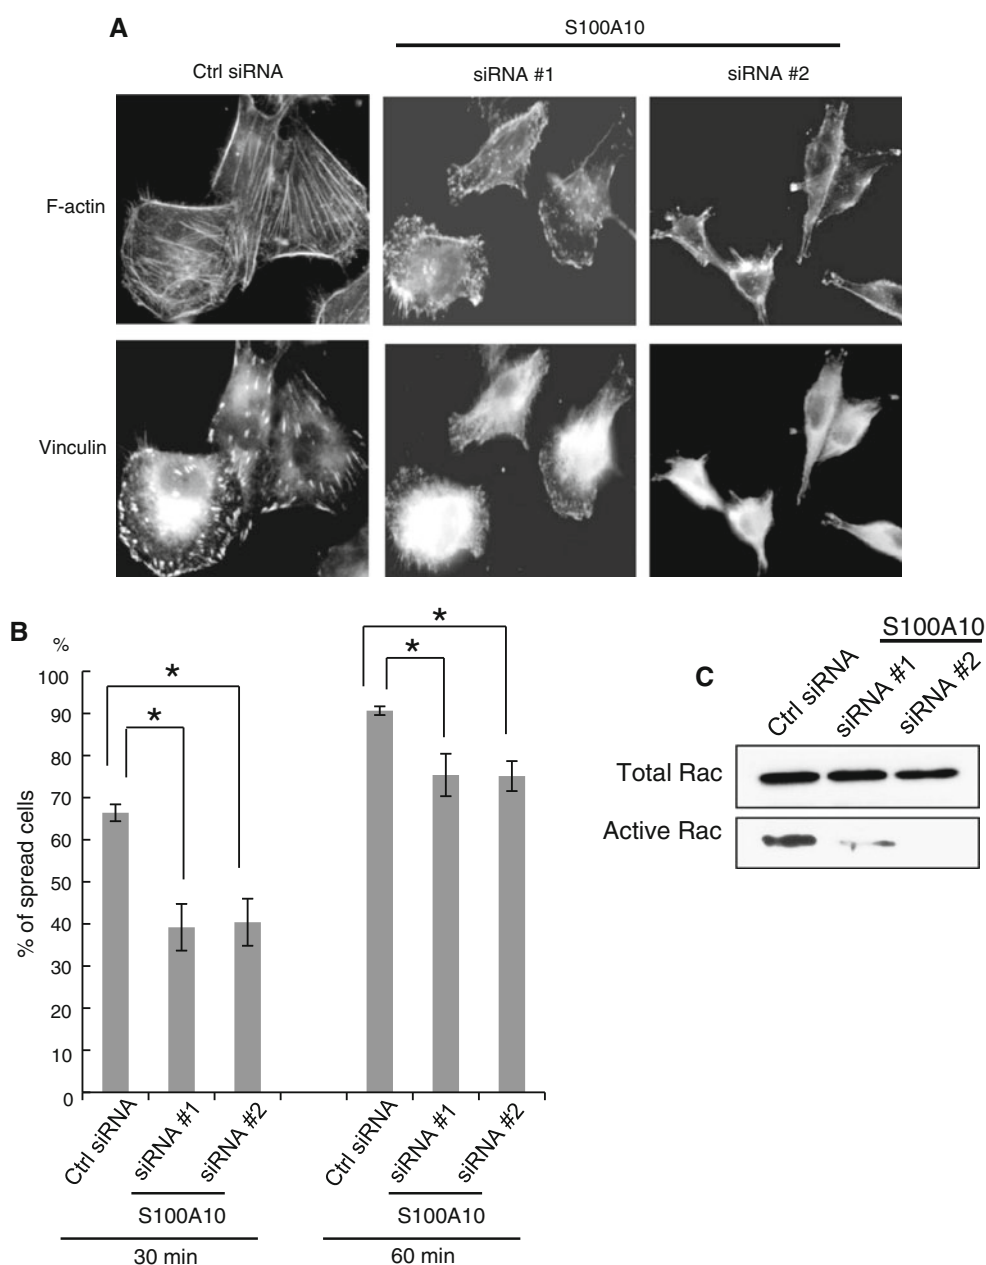 A
S100A10
Ctrl siRNA
siRNA #1
siRNA #2
F-actin
Vinculin
B
%
100
90
80
70
60
50
40
30
20
10
0
% of spread cells
*
*
*
*
Ctrl siRNA
siRNA #1
siRNA #2
Ctrl siRNA
siRNA #1
siRNA #2
S100A10
S100A10
30 min
60 min
C
S100A10
Ctrl siRNA
siRNA #1
siRNA #2
Total Rac
Active Rac